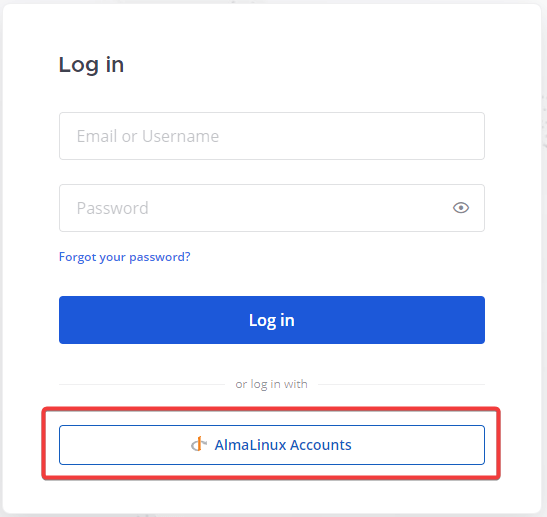 Log in
Email or Username
Password
Forgot your password?
Log in
or log in with
AlmaLinux Accounts